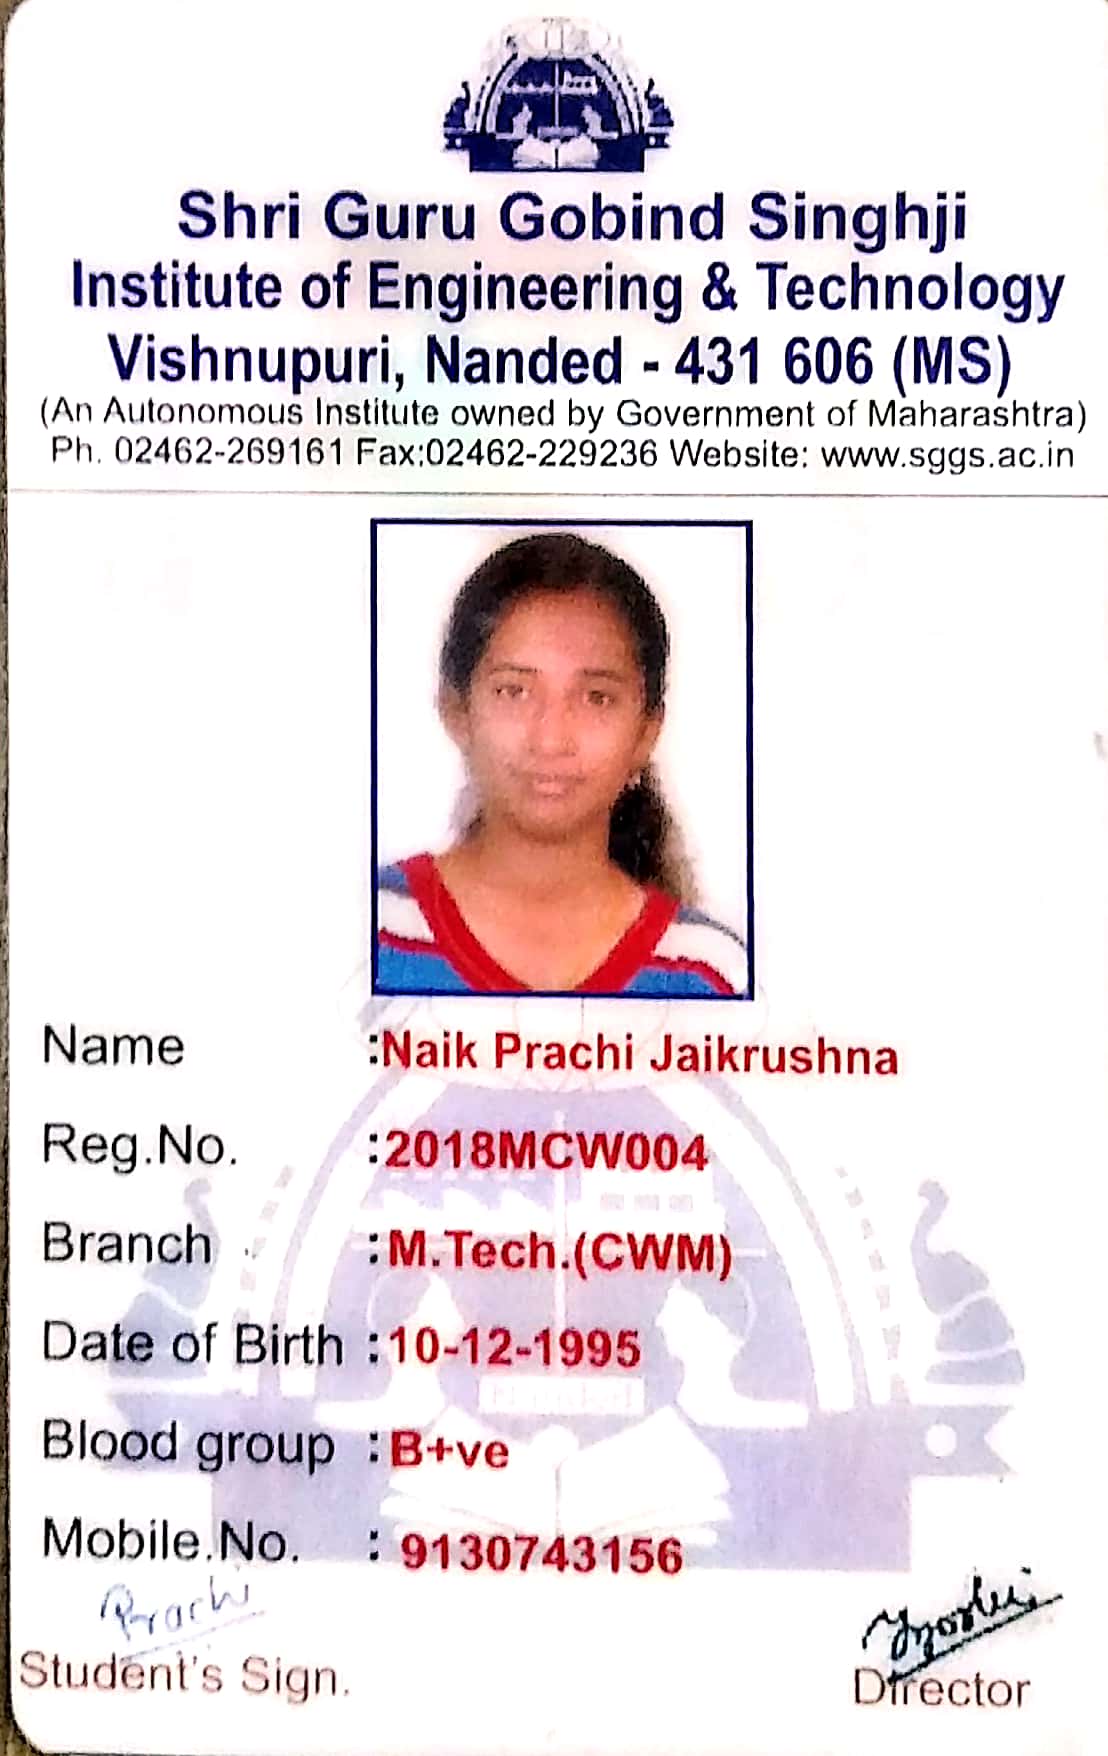 Shri Guru Gobind Singhji
Institute of Engineering & Technology
Vishnupuri, Nanded - 431 606 (MS)
(An Autonomous Institute owned by Government of Maharashtra)
Ph. 02462-269161 Fax:02462-229236 Website: www.sggs.ac.in
Name :Naik Prachi Jaikrushna
Reg.No. :2018MCW004
Branch :M.Tech.(CWM)
Date of Birth :10-12-1995
Nanded
Blood group :B+ve
Mobile.No. : 9130743156
Prachi
Student's Sign.
Director